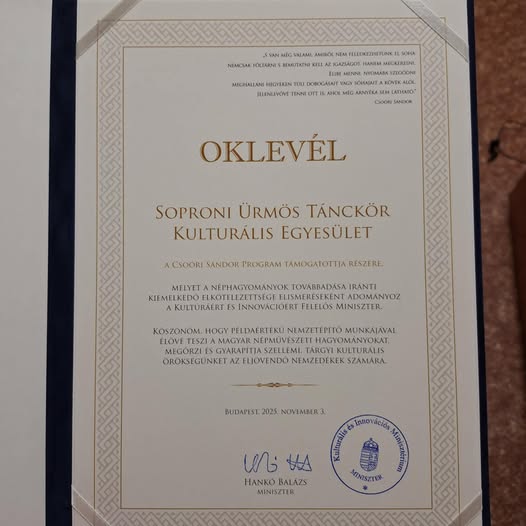 „S VAN MÉG VALAMI, AMIRŐL NEM FELEDKEZHETÜNK EL SOHA:
NEMCSAK FÖLTÁRNI S BEMUTATNI KELL AZ IGAZSÁGOT, HANEM MEGKERESNI.
ELIBE MENNI. NYOMÁBA SZEGŐDNI.
MEGHALLANI HEGYEKEN TÚLI DOBOGÁSÁT VAGY SÓHAJÁT A KÖVEK ALÓL.
JELENLEVŐVÉ TENNI OTT IS, AHOL MÉG ÁRNYÉKA SEM LÁTHATÓ."
CSOÓRI SÁNDOR
OKLEVÉL
SOPRONI ÜRMÖS TÁNCKÖR
KULTURÁLIS EGYESÜLET
A CSOÓRI SÁNDOR PROGRAM TÁMOGATOTTJA RÉSZÉRE,
MELYET A NÉPHAGYOMÁNYOK TOVÁBBADÁSA IRÁNTI
KIEMELKEDŐ ELKÖTELEZETTSÉGE ELISMERÉSEKÉNT ADOMÁNYOZ
A KULTÚRÁÉRT ÉS INNOVÁCIÓÉRT FELELŐS MINISZTER.
KÖSZÖNÖM, HOGY PÉLDAÉRTÉKŰ NEMZETÉPÍTŐ MUNKÁJÁVAL
ÉLŐVÉ TESZI A MAGYAR NÉPMŰVÉSZETI HAGYOMÁNYOKAT,
MEGŐRZI ÉS GYARAPÍTJA SZELLEMI, TÁRGYI KULTURÁLIS
ÖRÖKSÉGÜNKET AZ ELJÖVENDŐ NEMZEDÉKEK SZÁMÁRA.
BUDAPEST, 2025. NOVEMBER 3.
HANKÓ BALÁZS
MINISZTER
Kulturális és Innovációs Minisztérium
MINISZTER